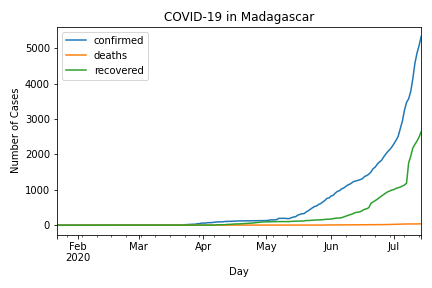 COVID-19 in Madagascar
confirmed
deaths
recovered
Number of Cases
5000
4000
3000
2000
1000
0
Feb Mar Apr May Jun Jul
2020
Day